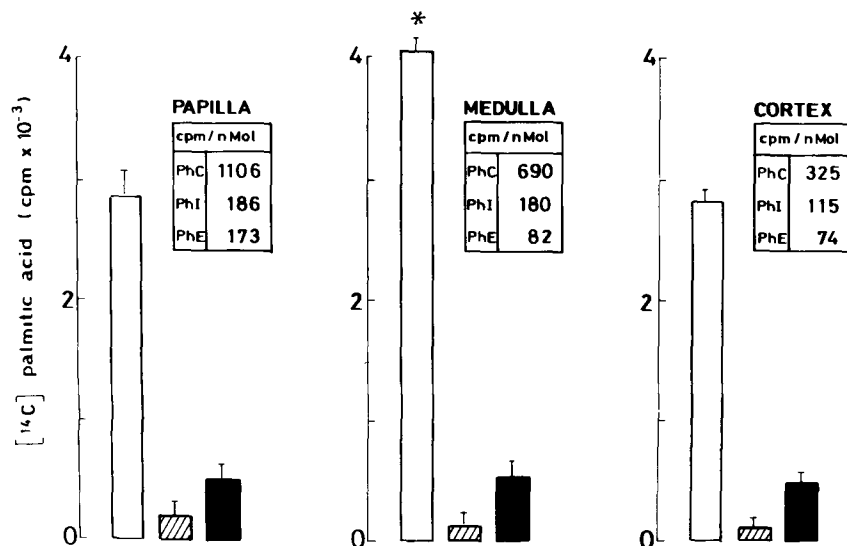 [¹⁴C] palmitic acid (cpm x 10⁻³)
4
2
0
PAPILLA
cpm / nMol
PhC 1106
PhI 186
PhE 173
*
4
2
0
MEDULLA
cpm / nMol
PhC 690
PhI 180
PhE 82
4
2
0
CORTEX
cpm / nMol
PhC 325
PhI 115
PhE 74